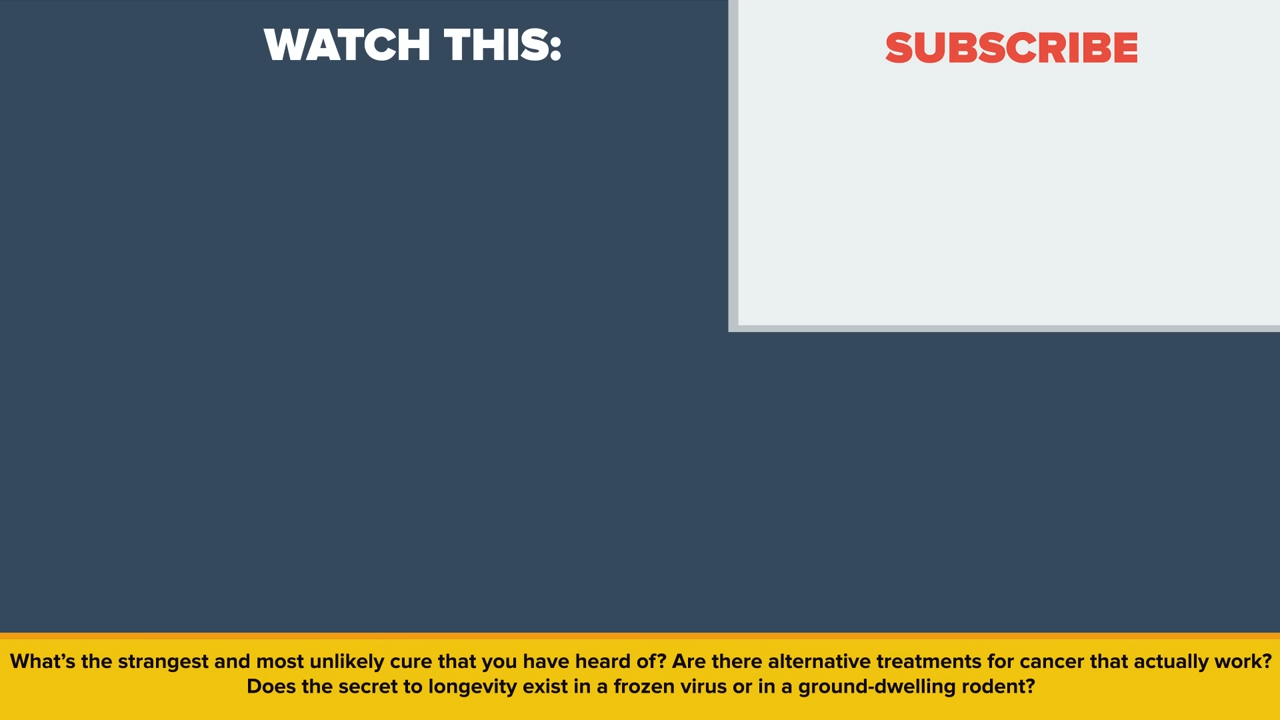 WATCH THIS:
SUBSCRIBE
What’s the strangest and most unlikely cure that you have heard of? Are there alternative treatments for cancer that actually work?
Does the secret to longevity exist in a frozen virus or in a ground-dwelling rodent?